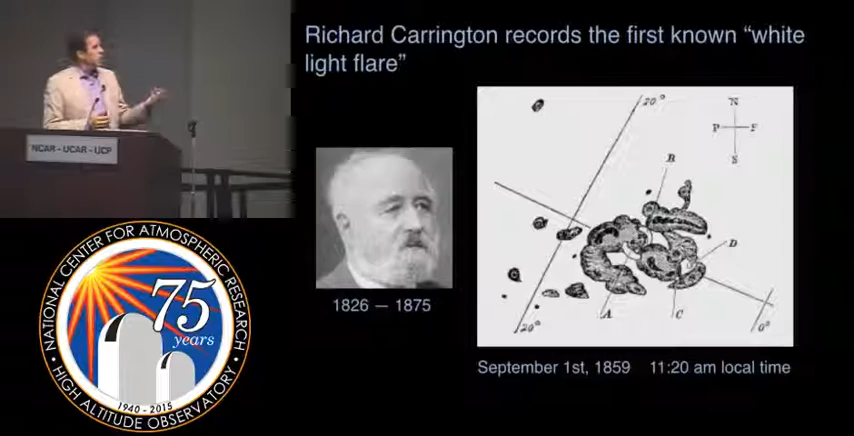 Richard Carrington records the first known “white
light flare”
NCAR - UCAR - UCP
1826 — 1875
20°
N
P F
S
B
D
A
C
20°
0°
September 1st, 1859 11:20 am local time
NATIONAL CENTER FOR ATMOSPHERIC RESEARCH
75
years
1940 - 2015
HIGH ALTITUDE OBSERVATORY